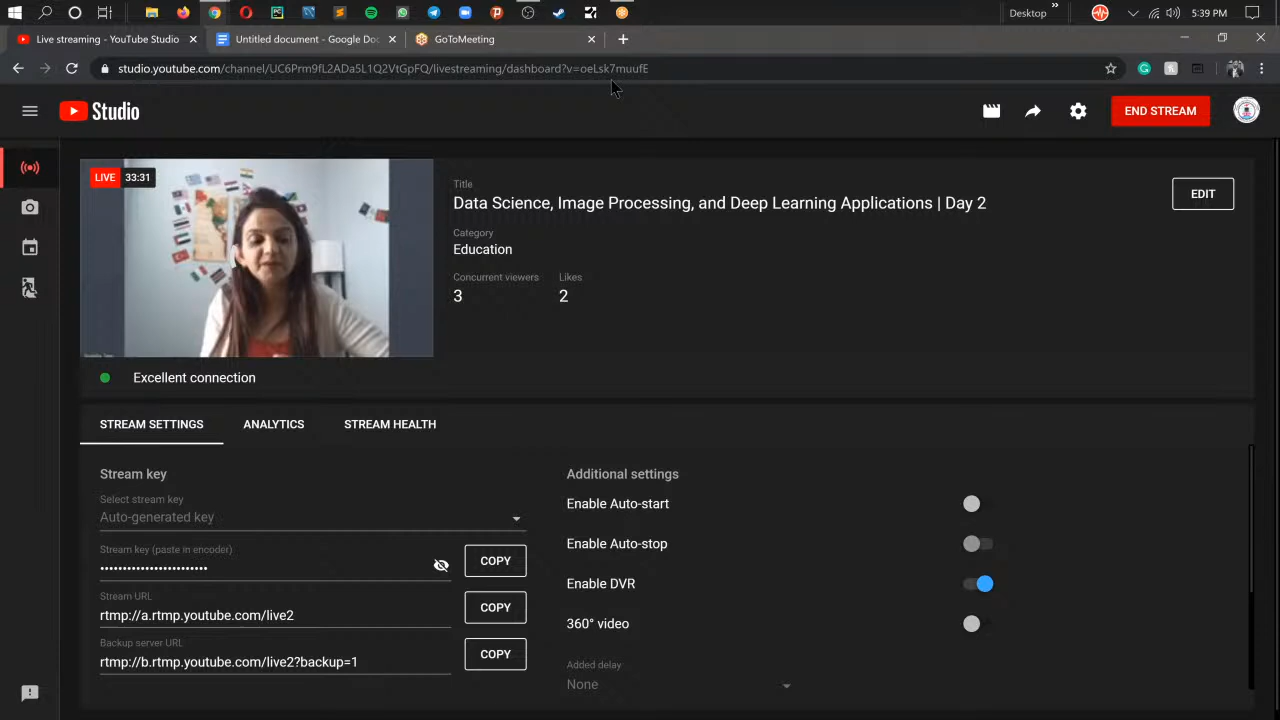 Desktop
»
5:39 PM
Live streaming - YouTube Studio
Untitled document - Google Doc
GoToMeeting
studio.youtube.com/channel/UC6Prm9fL2ADa5L1Q2VtGpFQ/livestreaming/dashboard?v=oeLsk7muufE
Studio
END STREAM
LIVE 33:31
Title
Data Science, Image Processing, and Deep Learning Applications | Day 2
EDIT
Category
Education
Concurrent viewers
Likes
3
2
Excellent connection
STREAM SETTINGS
ANALYTICS
STREAM HEALTH
Stream key
Select stream key
Auto-generated key
Stream key (paste in encoder)
••••••••••••••••••••••••
COPY
Stream URL
rtmp://a.rtmp.youtube.com/live2
COPY
Backup server URL
rtmp://b.rtmp.youtube.com/live2?backup=1
COPY
Additional settings
Enable Auto-start
Enable Auto-stop
Enable DVR
360° video
Added delay
None